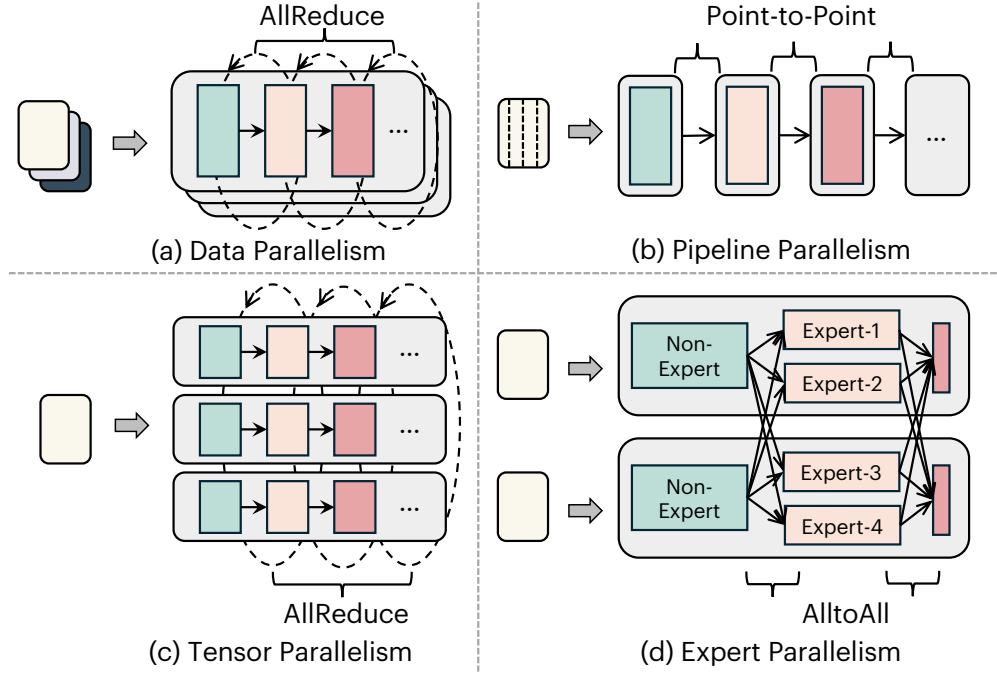 AllReduce
...
(a) Data Parallelism
Point-to-Point
...
(b) Pipeline Parallelism
...
...
...
AllReduce
(c) Tensor Parallelism
Non-
Expert
Expert-1
Expert-2
Non-
Expert
Expert-3
Expert-4
AlltoAll
(d) Expert Parallelism